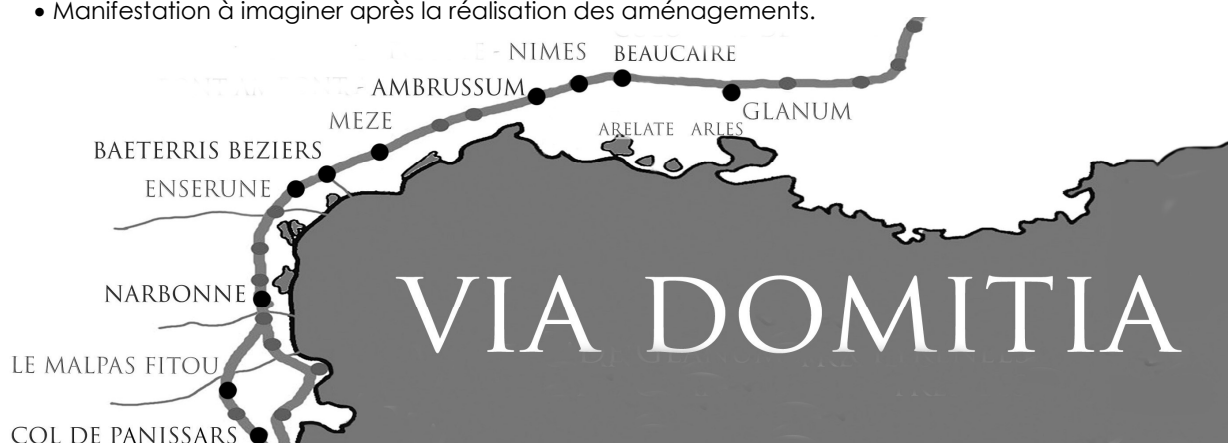 • Manifestation à imaginer après la réalisation des aménagements.
NIMES BEAUCAIRE
AMBRUSSUM
GLANUM
MEZE
ARELATE ARLES
BAETERRIS BEZIERS
ENSERUNE
VIA DOMITIA
NARBONNE
LE MALPAS FITOU
COL DE PANISSARS